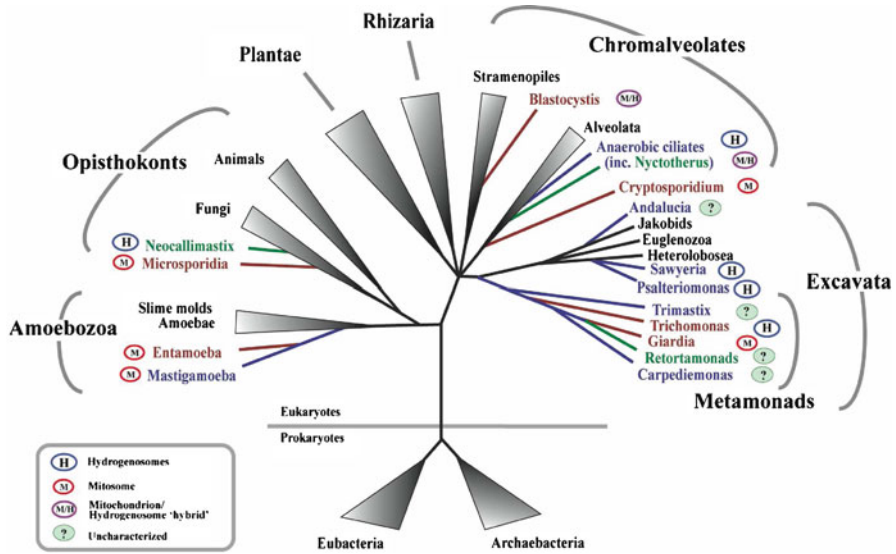 Rhizaria
Plantae
Chromalveolates
Stramenopiles
Blastocystis M/H
Alveolata
Anaerobic ciliates H
(inc. Nyctotherus) M/H
Cryptosporidium M
Opisthokonts
Animals
Fungi
H Neocallimastix
M Microsporidia
Andalucia ?
Jakobids
Euglenozoa
Heterolobosea
Sawyeria H
Psalteriomonas H
Excavata
Trimastix ?
Trichomonas H
Giardia M
Retortamonads ?
Carpediemonas ?
Metamonads
Amoebozoa
Slime molds
Amoebae
M Entamoeba
M Mastigamoeba
Eukaryotes
Prokaryotes
H Hydrogenosomes
M Mitosome
M/H Mitochondrion/
Hydrogenosome 'hybrid'
? Uncharacterized
Eubacteria
Archaebacteria